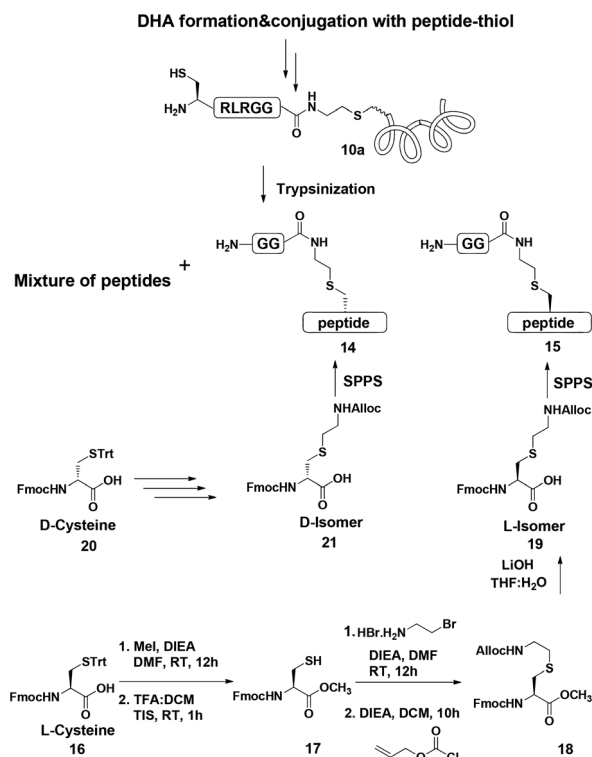 DHA formation&conjugation with peptide-thiol
HS
H₂N RLRGG O H N S
10a
Trypsinization
H₂N GG O NH S
peptide
14
Mixture of peptides +
H₂N GG O NH S
peptide
15
SPPS
SPPS
NHAlloc
S
FmocHN OH O
D-Isomer
21
NHAlloc
S
FmocHN OH O
L-Isomer
19
STrt
FmocHN OH O
D-Cysteine
20
LiOH
THF:H₂O
STrt
FmocHN OH O
L-Cysteine
16
1. MeI, DIEA
DMF, RT, 12h
2. TFA:DCM
TIS, RT, 1h
SH
FmocHN OCH₃ O
17
1. HBr.H₂N Br
DIEA, DMF
RT, 12h
2. DIEA, DCM, 10h
O O Cl
AllocHN
S
FmocHN OCH₃ O
18